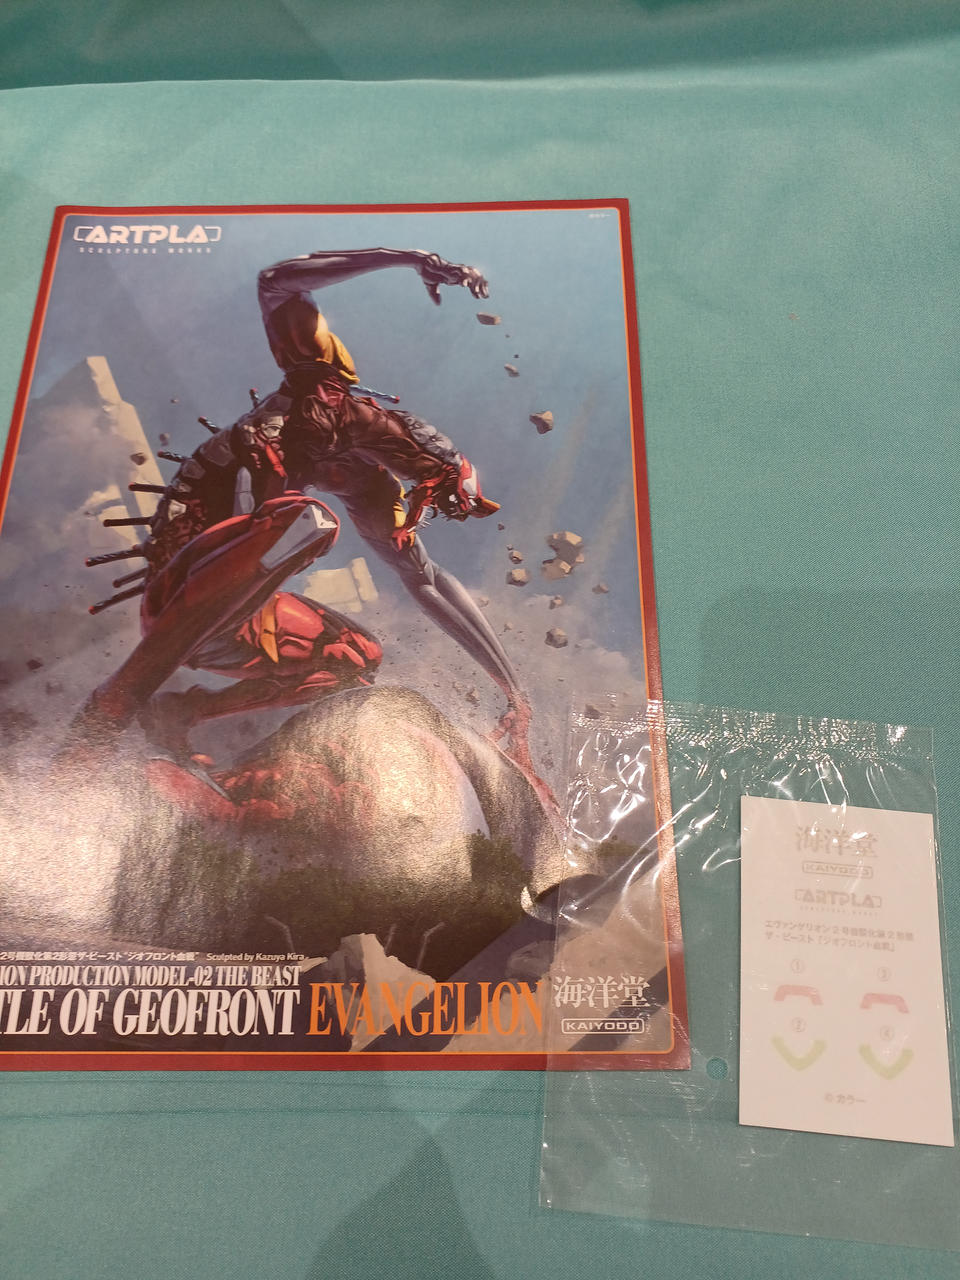 ARTPLA
SCULPTURE WORKS
©カラー
2号機獣化第2形態ザ・ビースト"ジオフロント血戦" Sculpted by Kazuya Kira
ION PRODUCTION MODEL-02 THE BEAST
TLE OF GEOFRONT EVANGELION
海洋堂
KAIYODO
海洋堂
KAIYODO
ARTPLA
SCULPTURE WORKS
エヴァンゲリオン2号機獣化第2形態
ザ・ビースト「ジオフロント血戦」
① ③
② ④
©カラー